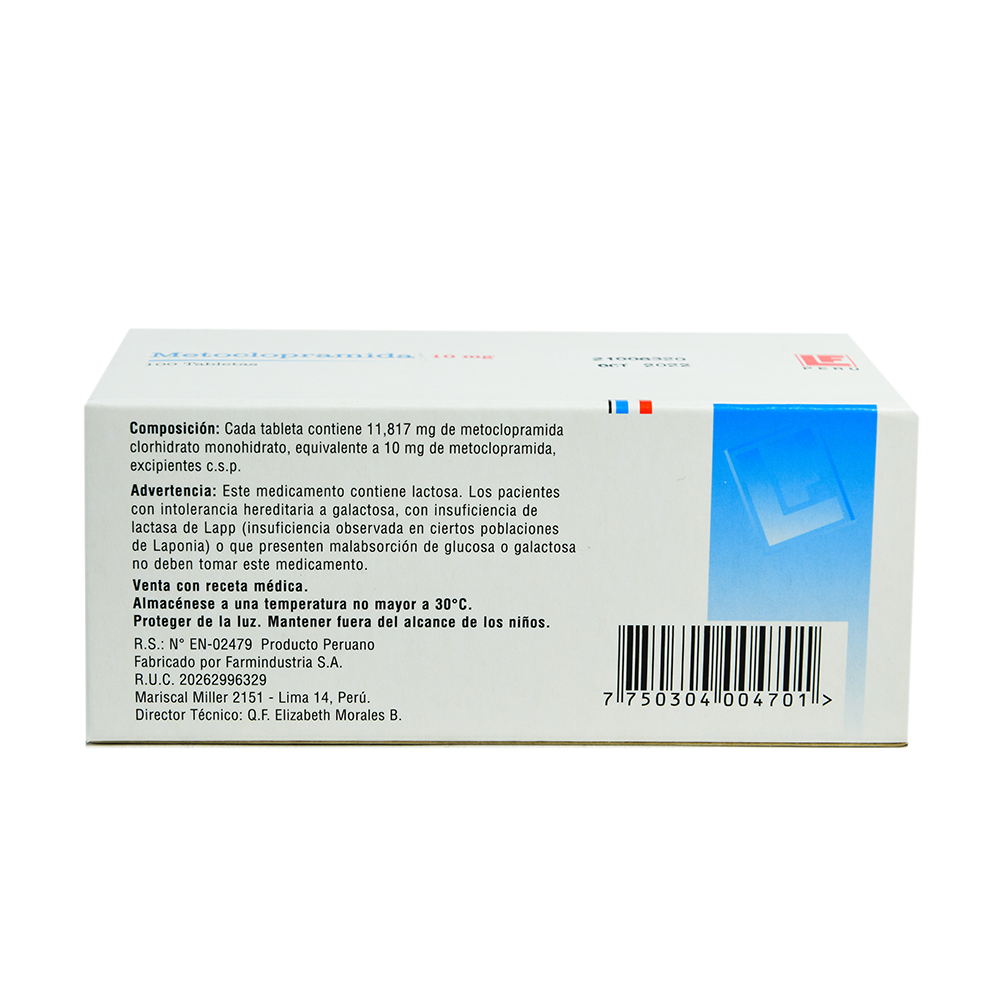 Metoclopramida 10 mg
100 Tabletas
OCT 2022
LF
PERU
Composición: Cada tableta contiene 11,817 mg de metoclopramida
clorhidrato monohidrato, equivalente a 10 mg de metoclopramida,
excipientes c.s.p.
Advertencia: Este medicamento contiene lactosa. Los pacientes
con intolerancia hereditaria a galactosa, con insuficiencia de
lactasa de Lapp (insuficiencia observada en ciertos poblaciones
de Laponia) o que presenten malabsorción de glucosa o galactosa
no deben tomar este medicamento.
Venta con receta médica.
Almacénese a una temperatura no mayor a 30°C.
Proteger de la luz. Mantener fuera del alcance de los niños.
R.S.: N° EN-02479 Producto Peruano
Fabricado por Farmindustria S.A.
R.U.C. 20262996329
Mariscal Miller 2151 - Lima 14, Perú.
Director Técnico: Q.F. Elizabeth Morales B.
7 750304 004701 >